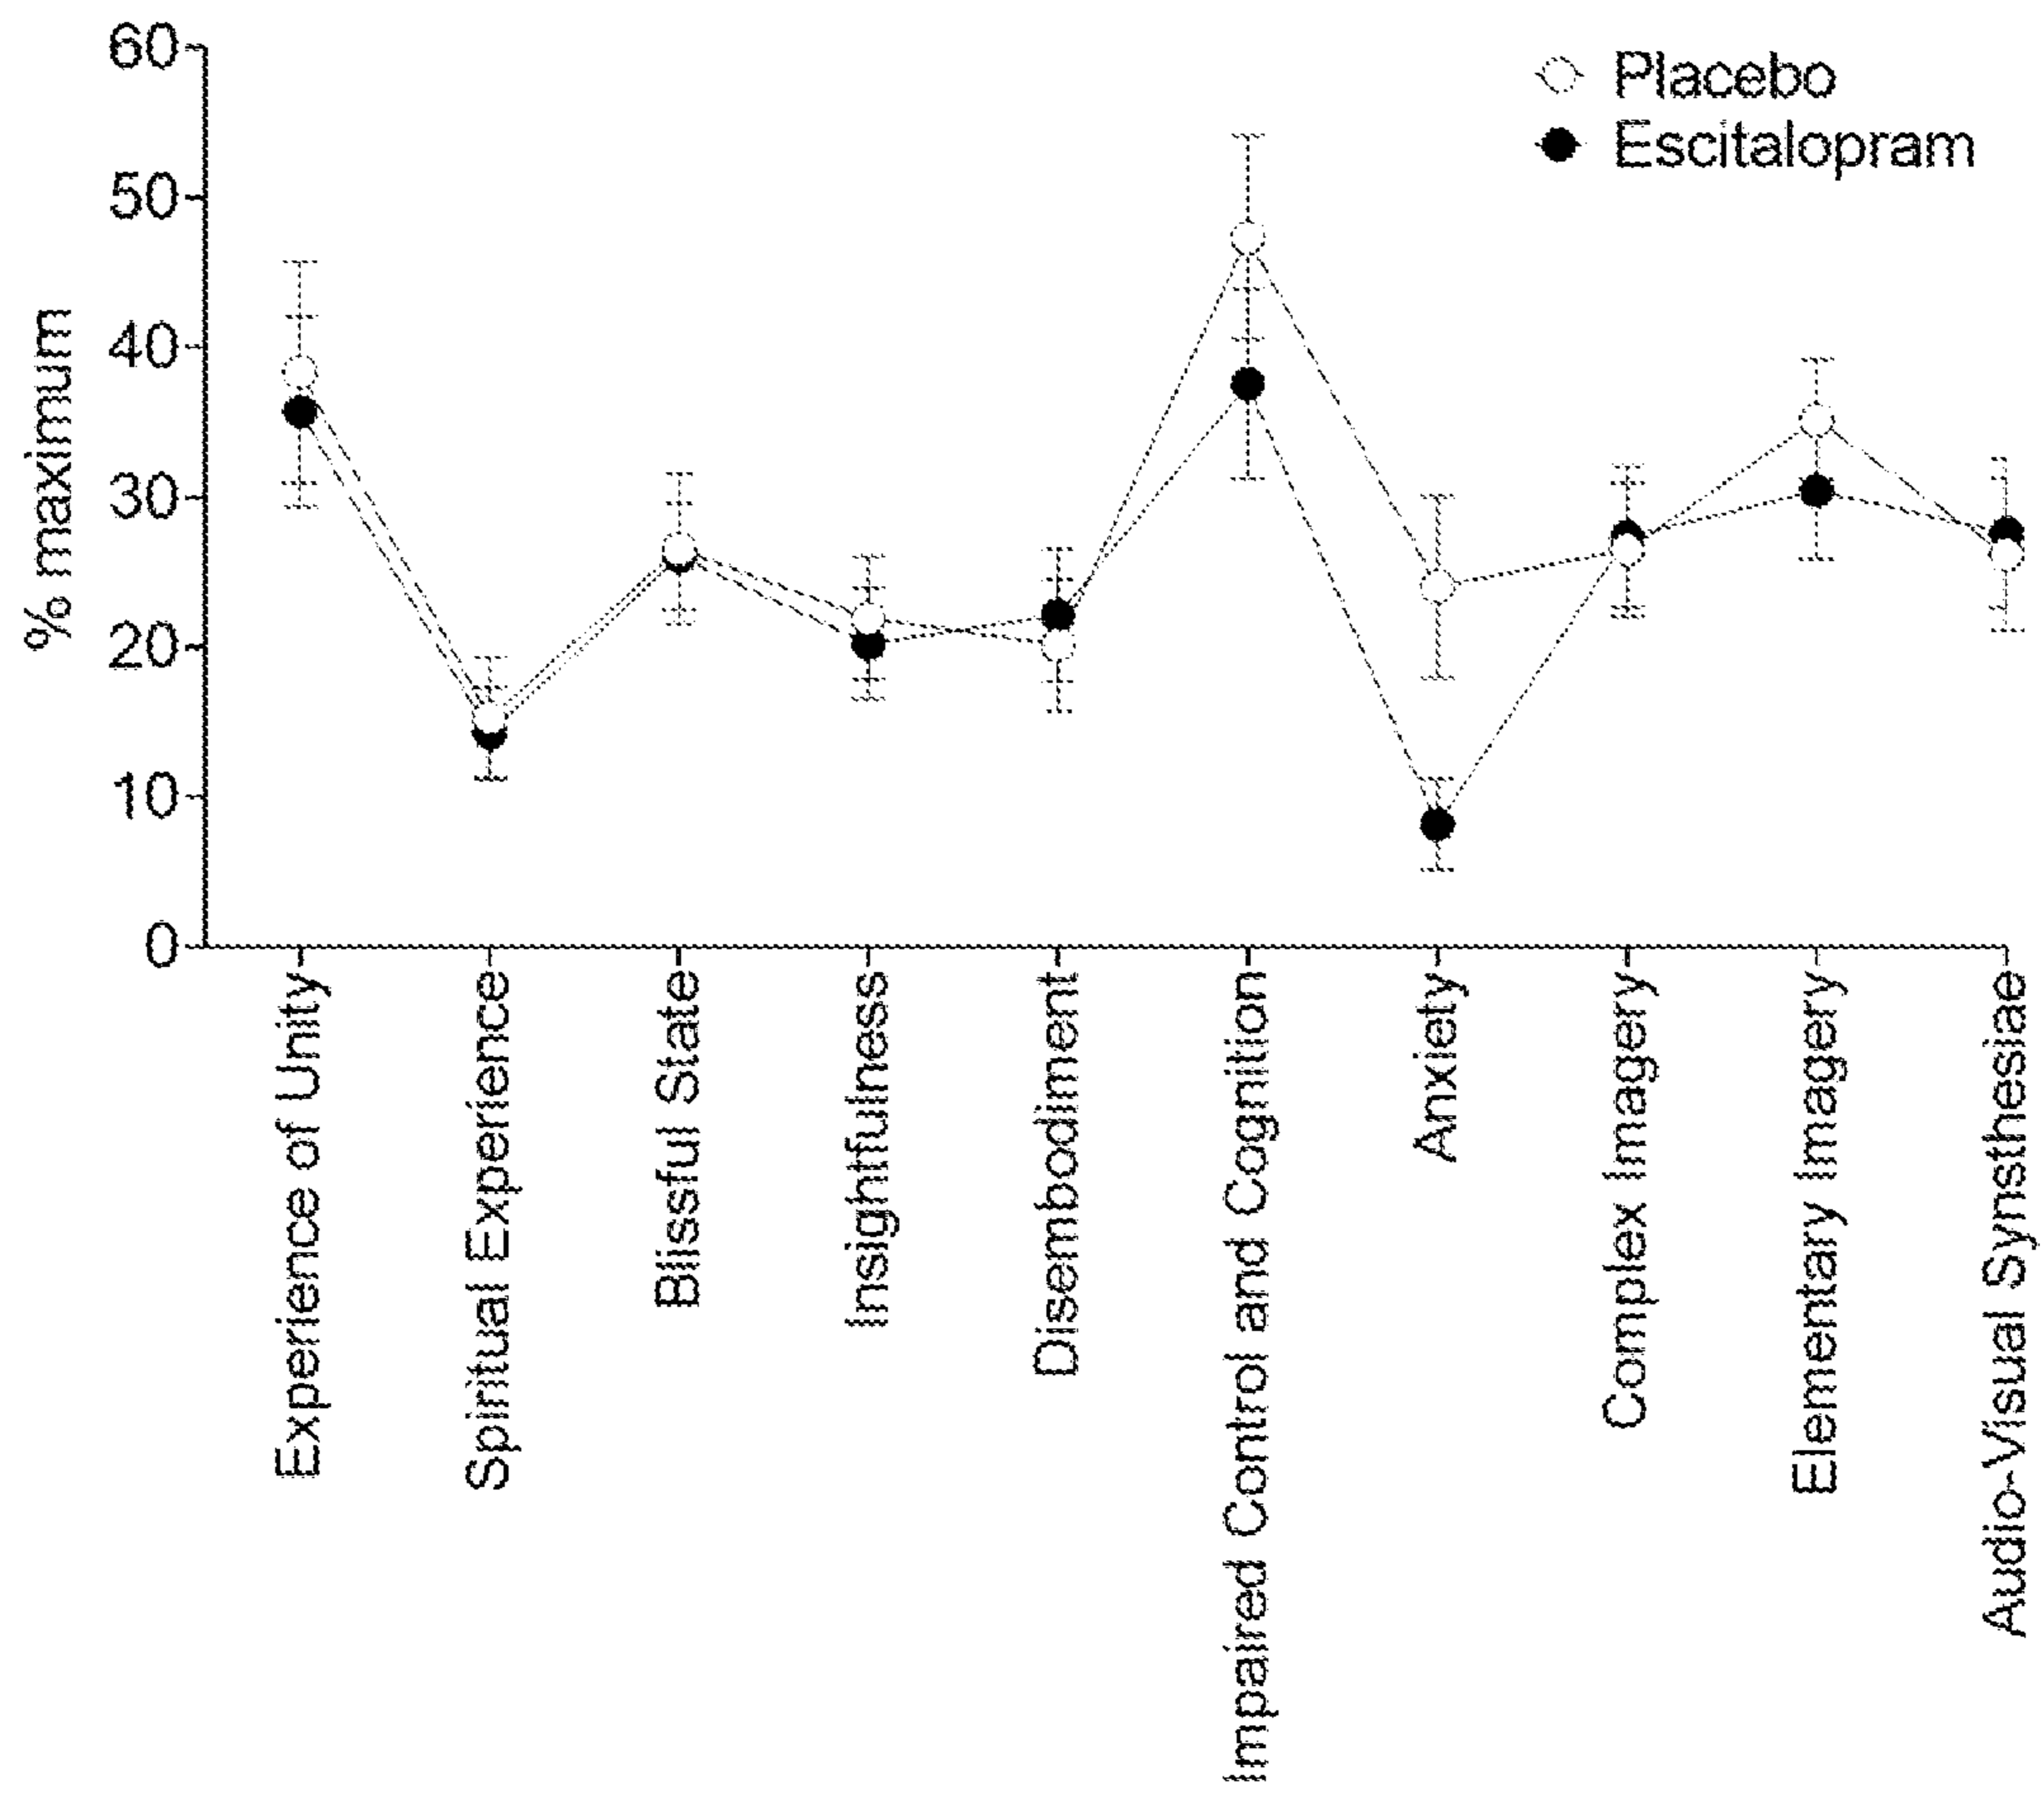 Placebo
Escitalopram
% maximum
60
50
40
30
20
10
0
Experience of Unity
Spiritual Experience
Blissful State
Insightfulness
Disembodiment
Impaired Control and Cognition
Anxiety
Complex Imagery
Elementary Imagery
Audio-Visual Synsthesiae